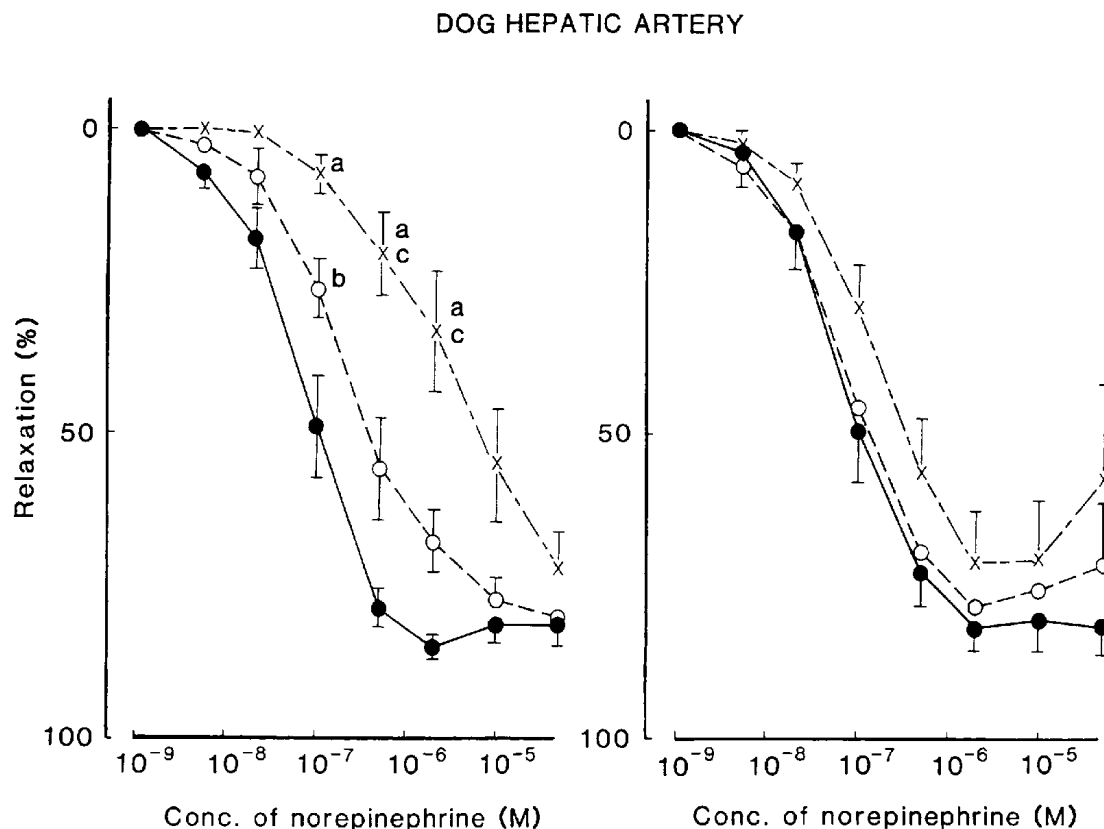 DOG HEPATIC ARTERY
Relaxation (%)
0
50
100
a
a
c
a
c
b
10⁻⁹ 10⁻⁸ 10⁻⁷ 10⁻⁶ 10⁻⁵
Conc. of norepinephrine (M)
0
50
100
10⁻⁹ 10⁻⁸ 10⁻⁷ 10⁻⁶ 10⁻⁵
Conc. of norepinephrine (M)